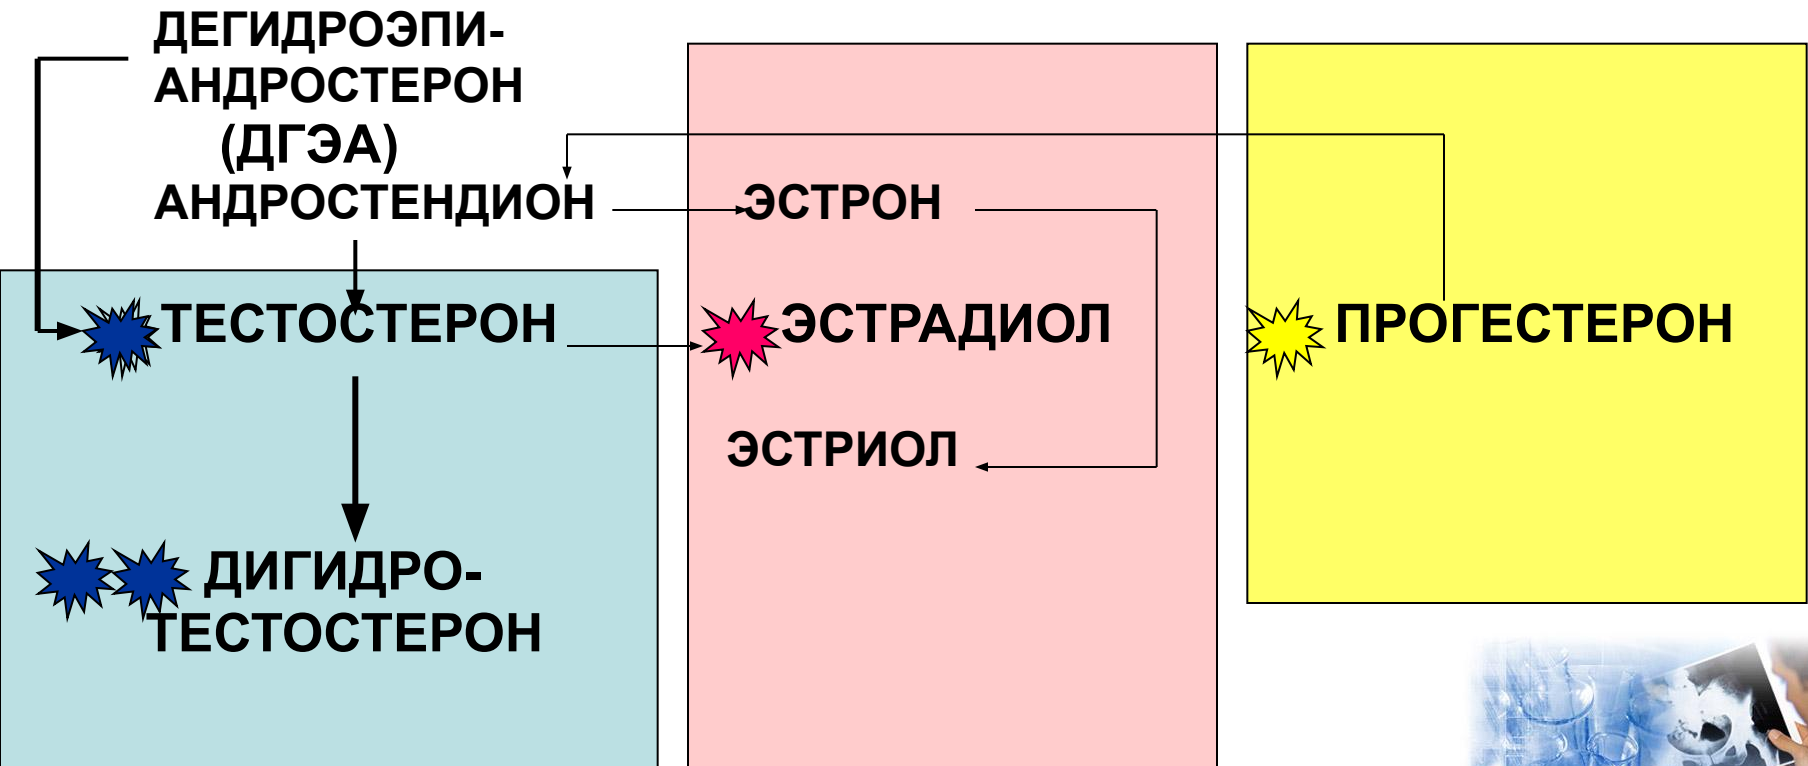 ДЕГИДРОЭПИ-
АНДРОСТЕРОН
(ДГЭА)
АНДРОСТЕНДИОН
ЭСТРОН
ТЕСТОСТЕРОН
ЭСТРАДИОЛ
ПРОГЕСТЕРОН
ЭСТРИОЛ
ДИГИДРО-
ТЕСТОСТЕРОН